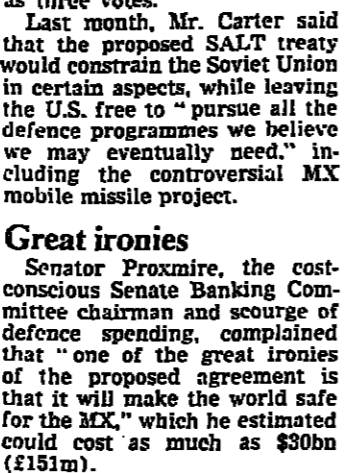 as three votes.
Last month, Mr. Carter said
that the proposed SALT treaty
would constrain the Soviet Union
in certain aspects, while leaving
the U.S. free to “ pursue all the
defence programmes we believe
we may eventually need,” in-
cluding the controversial MX
mobile missile project.
Great ironies
Senator Proxmire, the cost-
conscious Senate Banking Com-
mittee chairman and scourge of
defence spending, complained
that “ one of the great ironies
of the proposed agreement is
that it will make the world safe
for the MX,” which he estimated
could cost as much as $30bn
(£151m).